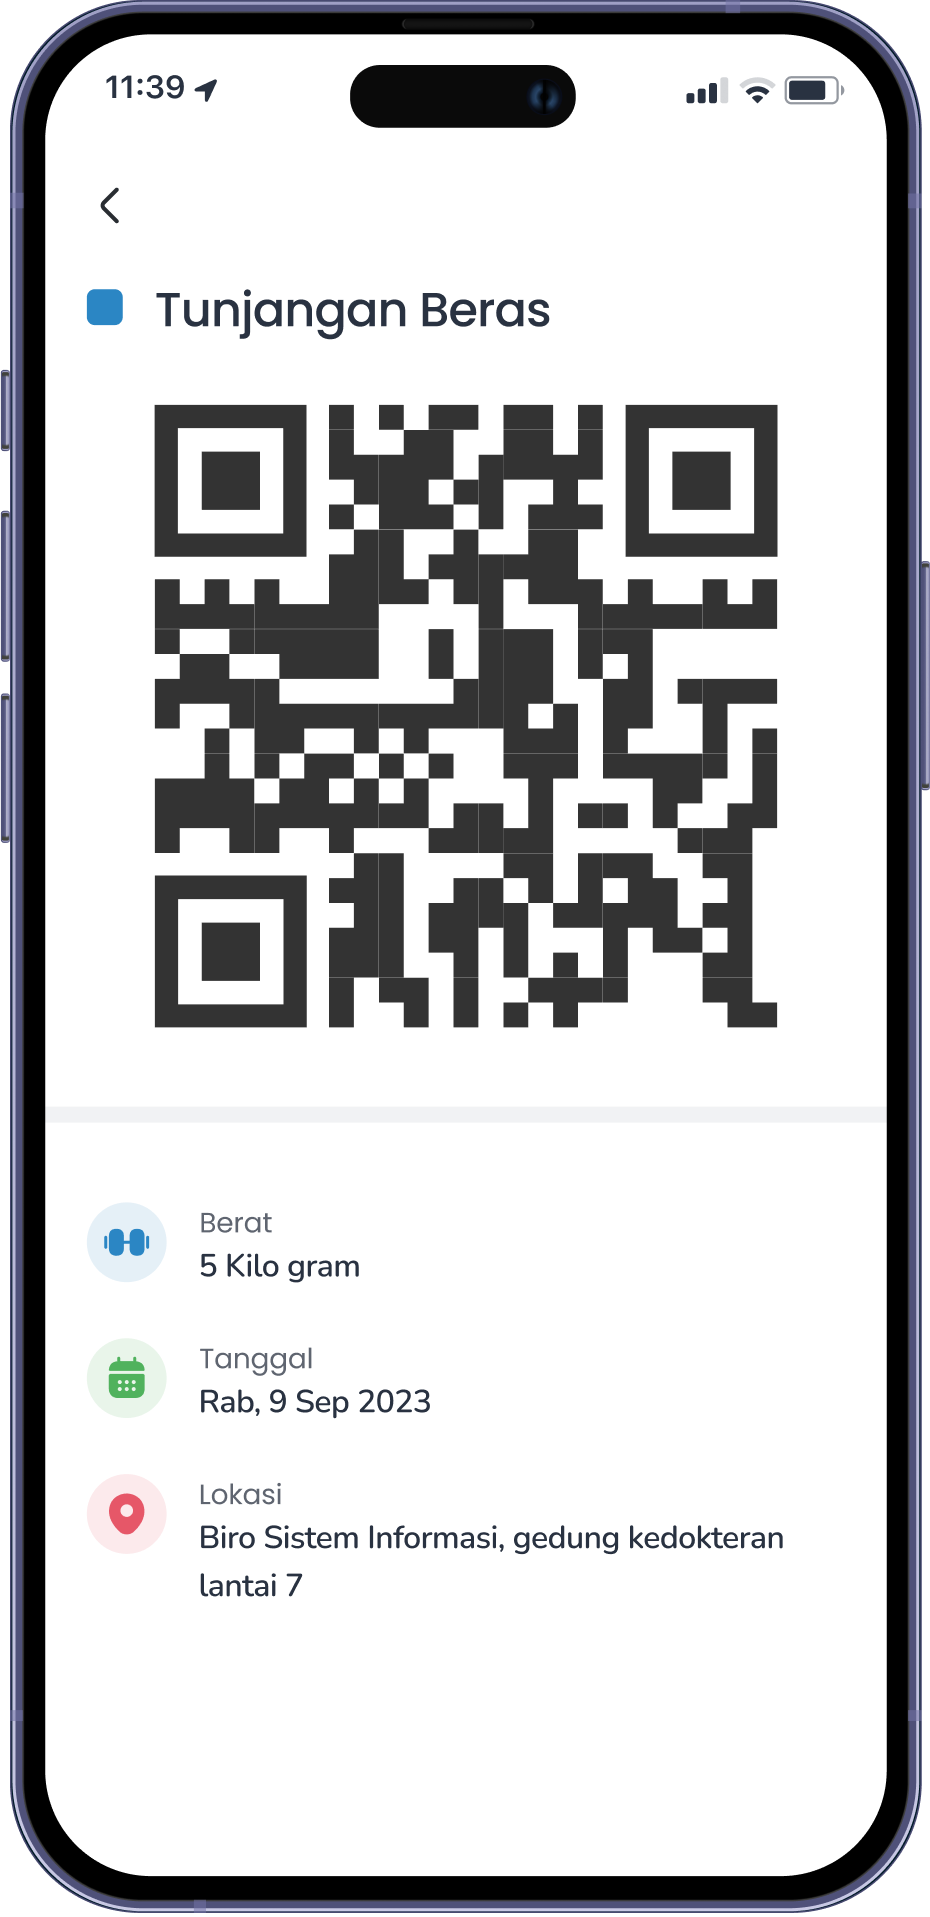 11:39
Tunjangan Beras
Berat
5 Kilo gram
Tanggal
Rab, 9 Sep 2023
Lokasi
Biro Sistem Informasi, gedung kedokteran
lantai 7